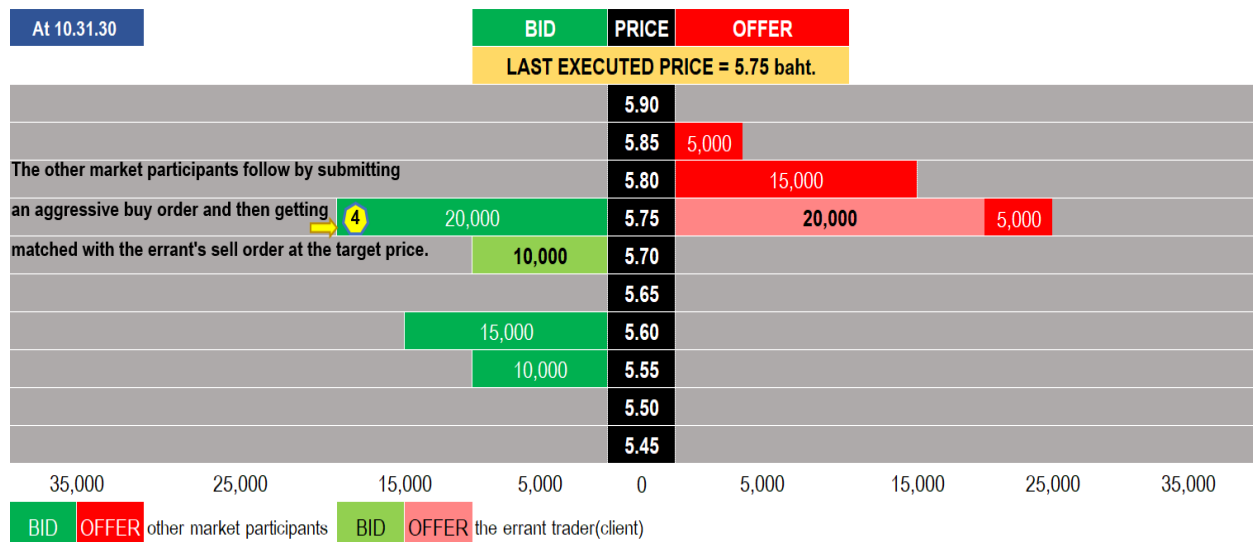 At 10.31.30
BID PRICE OFFER
LAST EXECUTED PRICE = 5.75 baht.
5.90
5.85 5,000
The other market participants follow by submitting
5.80 15,000
an aggressive buy order and then getting
4 20,000 5.75 20,000 5,000
matched with the errant's sell order at the target price.
10,000 5.70
5.65
15,000 5.60
10,000 5.55
5.50
5.45
35,000 25,000 15,000 5,000 0 5,000 15,000 25,000 35,000
BID OFFER other market participants BID OFFER the errant trader(client)